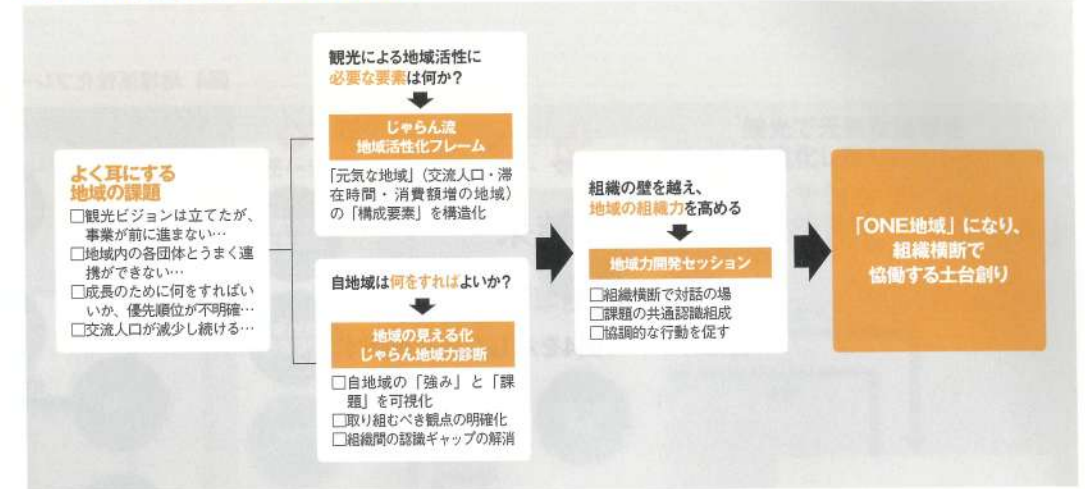 よく耳にする
地域の課題
□観光ビジョンは立てたが、
事業が前に進まない…
□地域内の各団体とうまく連
携ができない…
□成長のために何をすればい
いか、優先順位が不明確…
□交流人口が減少し続ける…
観光による地域活性に
必要な要素は何か?
じゃらん流
地域活性化フレーム
「元気な地域」(交流人口・滞
在時間・消費額増の地域)
の「構成要素」を構造化
自地域は何をすればよいか?
地域の見える化
じゃらん地域力診断
□自地域の「強み」と「課
題」を可視化
□取り組むべき観点の明確化
□組織間の認識ギャップの解消
組織の壁を越え、
地域の組織力を高める
地域力開発セッション
□組織横断で対話の場
□課題の共通認識組成
□協調的な行動を促す
「ONE地域」になり、
組織横断で
協働する土台創り